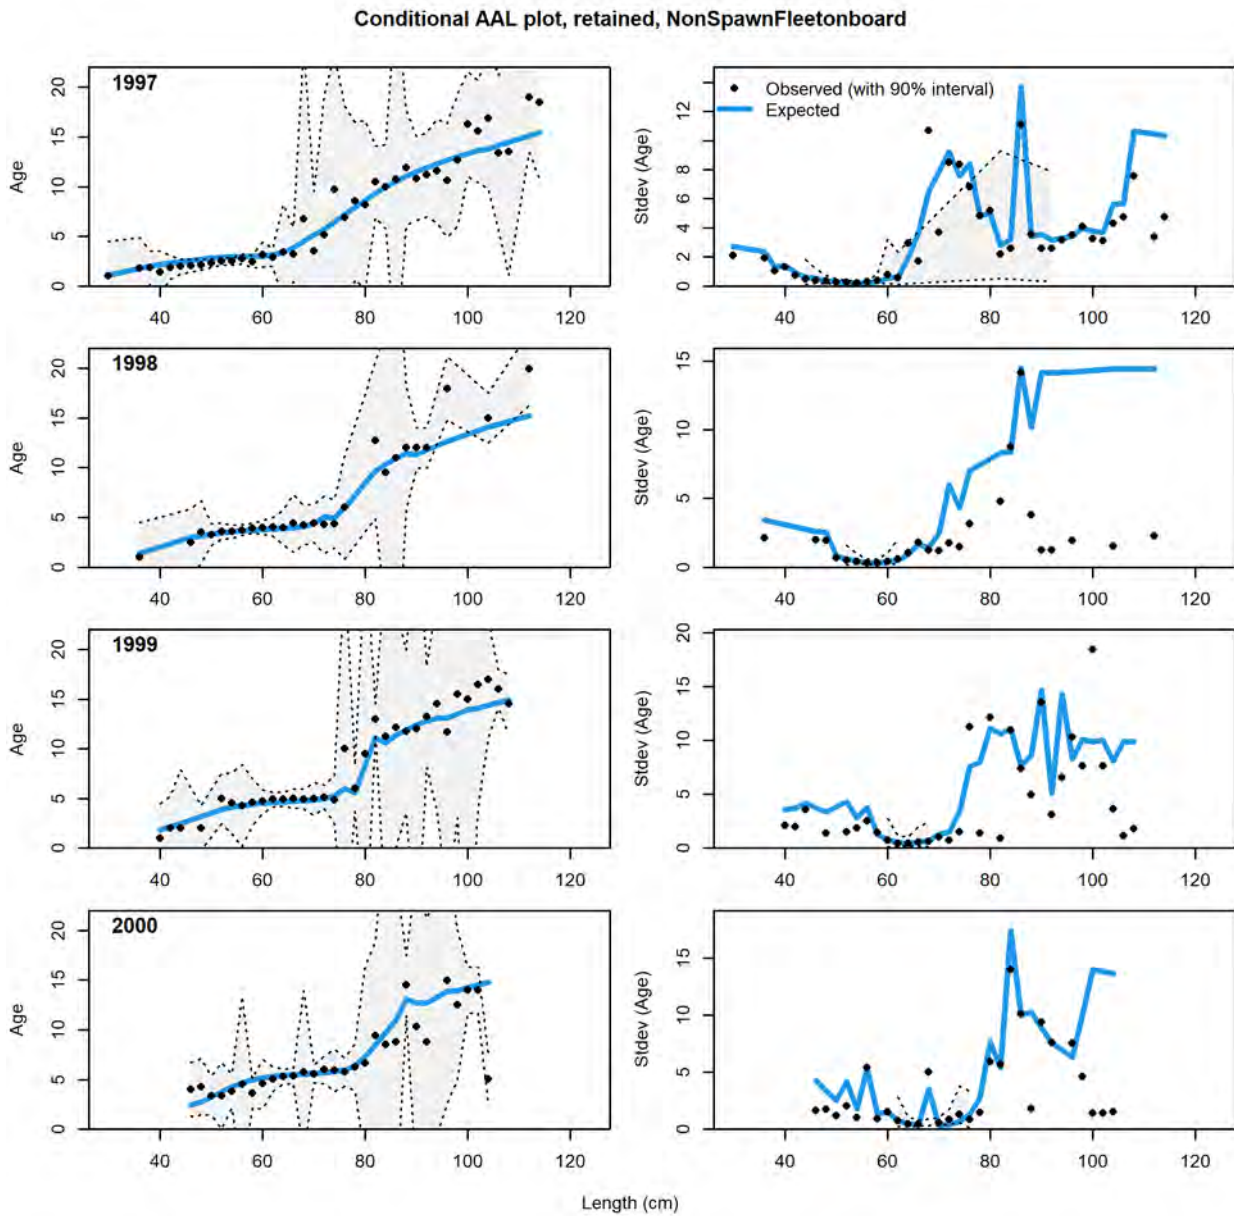 Conditional AAL plot, retained, NonSpawnFleetonboard
1997
Age
0 5 10 15 20
40 60 80 100 120
Observed (with 90% interval)
Expected
Stdev (Age)
0 2 4 6 8 12
40 60 80 100 120
1998
Age
0 5 10 15 20
40 60 80 100 120
Stdev (Age)
0 5 10 15
40 60 80 100 120
1999
Age
0 5 10 15 20
40 60 80 100 120
Stdev (Age)
0 5 10 15 20
40 60 80 100 120
2000
Age
0 5 10 15 20
40 60 80 100 120
Stdev (Age)
0 5 10 15
40 60 80 100 120
Length (cm)